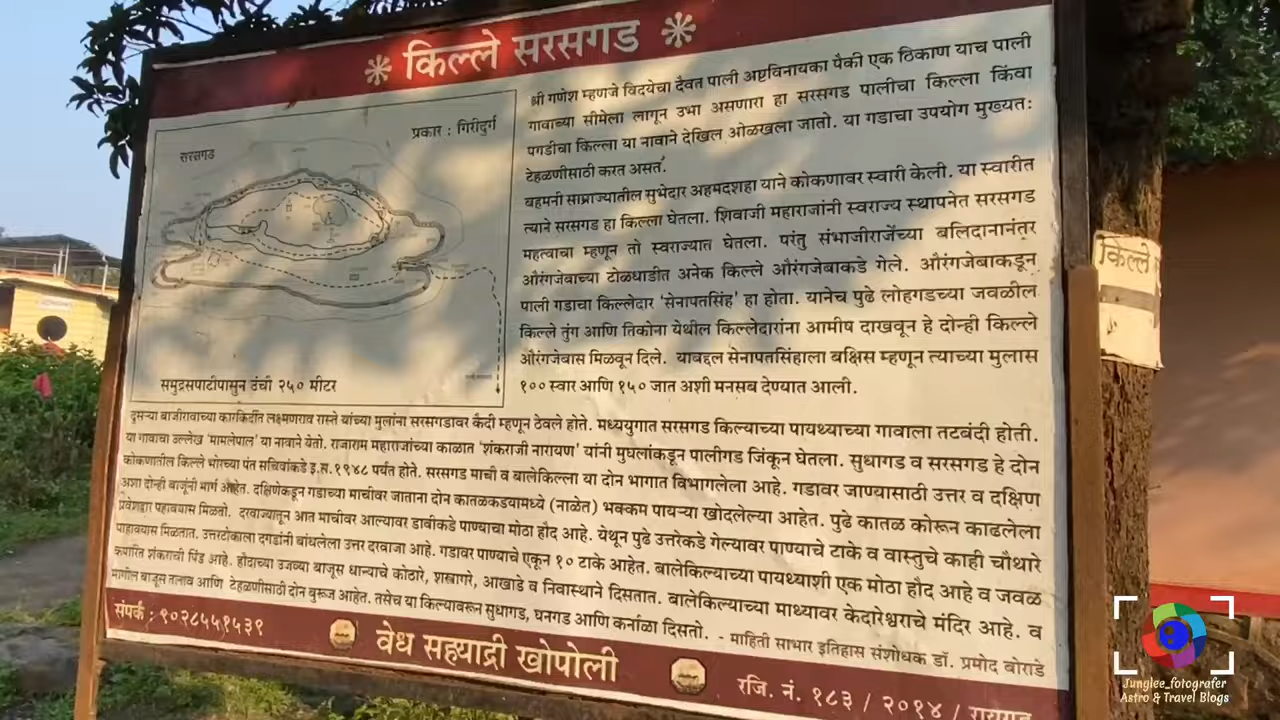 किल्ले सरसगड
प्रकार : गिरीदुर्ग
सरसगड
समुद्रसपाटीपासुन उंची २५० मीटर
श्री गणेश म्हणजे विदयेचा दैवत पाली अष्टविनायका पैकी एक ठिकाण याच पाली
गावाच्या सीमेला लागून उभा असणारा हा सरसगड पालीचा किल्ला किंवा
पगडीचा किल्ला या नावाने देखिल ओळखला जातो. या गडाचा उपयोग मुख्यतः
टेहळणीसाठी करत असत.
बहमनी साम्राज्यातील सुभेदार अहमदशहा याने कोकणावर स्वारी केली. या स्वारीत
त्याने सरसगड हा किल्ला घेतला. शिवाजी महाराजांनी स्वराज्य स्थापनेत सरसगड
महत्वाचा म्हणून तो स्वराज्यात घेतला. परंतु संभाजीराजेंच्या बलिदानानंतर
औरंगजेबाच्या टोळधाडीत अनेक किल्ले औरंगजेबाकडे गेले. औरंगजेबाकडून
पाली गडाचा किल्लेदार 'सेनापतसिंह' हा होता. यानेच पुढे लोहगडच्या जवळील
किल्ले तुंग आणि तिकोना येथील किल्लेदारांना आमीष दाखवून हे दोन्ही किल्ले
औरंगजेबास मिळवून दिले. याबद्दल सेनापतसिंहाला बक्षिस म्हणून त्याच्या मुलास
१०० स्वार आणि १५० जात अशी मनसब देण्यात आली.
दुसऱ्या बाजीरावाच्या कारकिर्दीत लक्ष्मणराव रास्ते यांच्या मुलांना सरसगडावर कैदी म्हणून ठेवले होते. मध्ययुगात सरसगड किल्याच्या पायथ्याच्या गावाला तटबंदी होती.
या गावाचा उल्लेख 'मामलेपाल' या नावाने येतो. राजाराम महाराजांच्या काळात 'शंकराजी नारायण' यांनी मुघलांकडून पालीगड जिंकून घेतला. सुधागड व सरसगड हे दोन
कोकणातील किल्ले भोरच्या पंत सचिवांकडे इ.स.१९४८ पर्यंत होते. सरसगड माची व बालेकिल्ला या दोन भागात विभागलेला आहे. गडावर जाण्यासाठी उत्तर व दक्षिण
अशा दोन्ही बाजूंनी मार्ग आहेत. दक्षिणेकडून गडाच्या माचीवर जाताना दोन कातळकडयामध्ये (नाळेत) भक्कम पायऱ्या खोदलेल्या आहेत. पुढे कातळ कोरून काढलेला
प्रवेशद्वार पहावयास मिळतो. दरवाज्यातून आत माचीवर आल्यावर डावीकडे पाण्याचा मोठा हौद आहे. येथून पुढे उत्तरेकडे गेल्यावर पाण्याचे टाके व वास्तुचे काही चौथारे
पाहावयास मिळतात. उत्तरटोकाला दगडांनी बांधलेला उत्तर दरवाजा आहे. गडावर पाण्याचे एकून १० टाके आहेत. बालेकिल्याच्या पायथ्याशी एक मोठा हौद आहे व जवळ
कपारित शंकराची पिंड आहे. हौदाच्या उजव्या बाजूस धान्याचे कोठारे, शस्त्रागरे, आखाडे व निवास्थाने दिसतात. बालेकिल्याच्या माथ्यावर केदारेश्वराचे मंदिर आहे. व
मागील बाजूस तलाव आणि टेहळणीसाठी दोन बुरूज आहेत. तसेच या किल्यावरून सुधागड, घनगड आणि कर्नाळा दिसतो. - माहिती साभार इतिहास संशोधक डॉ. प्रमोद बोराडे
संपर्क : ९०२८५५१५३९
वेध सह्याद्री खोपोली
रजि. नं. १८३ / २०१४ / रायगड
किल्ले
Junglee_fotografer
Astro & Travel Blogs